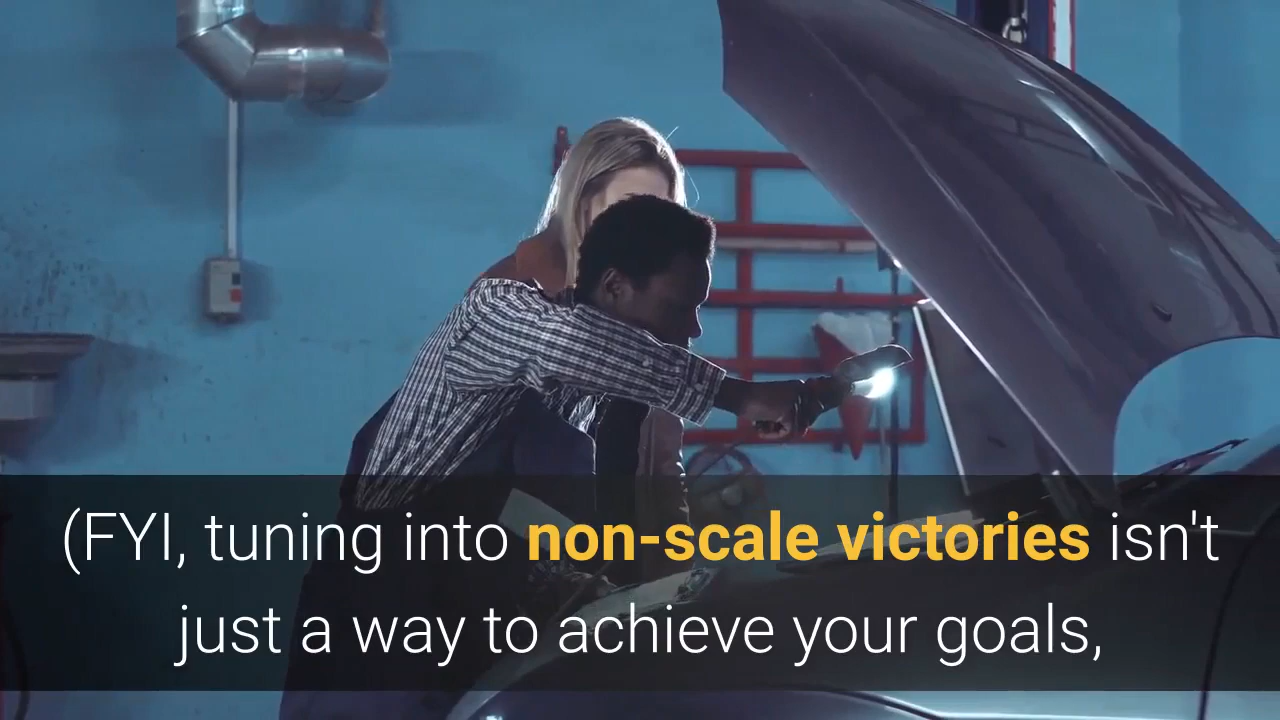 (FYI, tuning into non-scale victories isn't
just a way to achieve your goals,